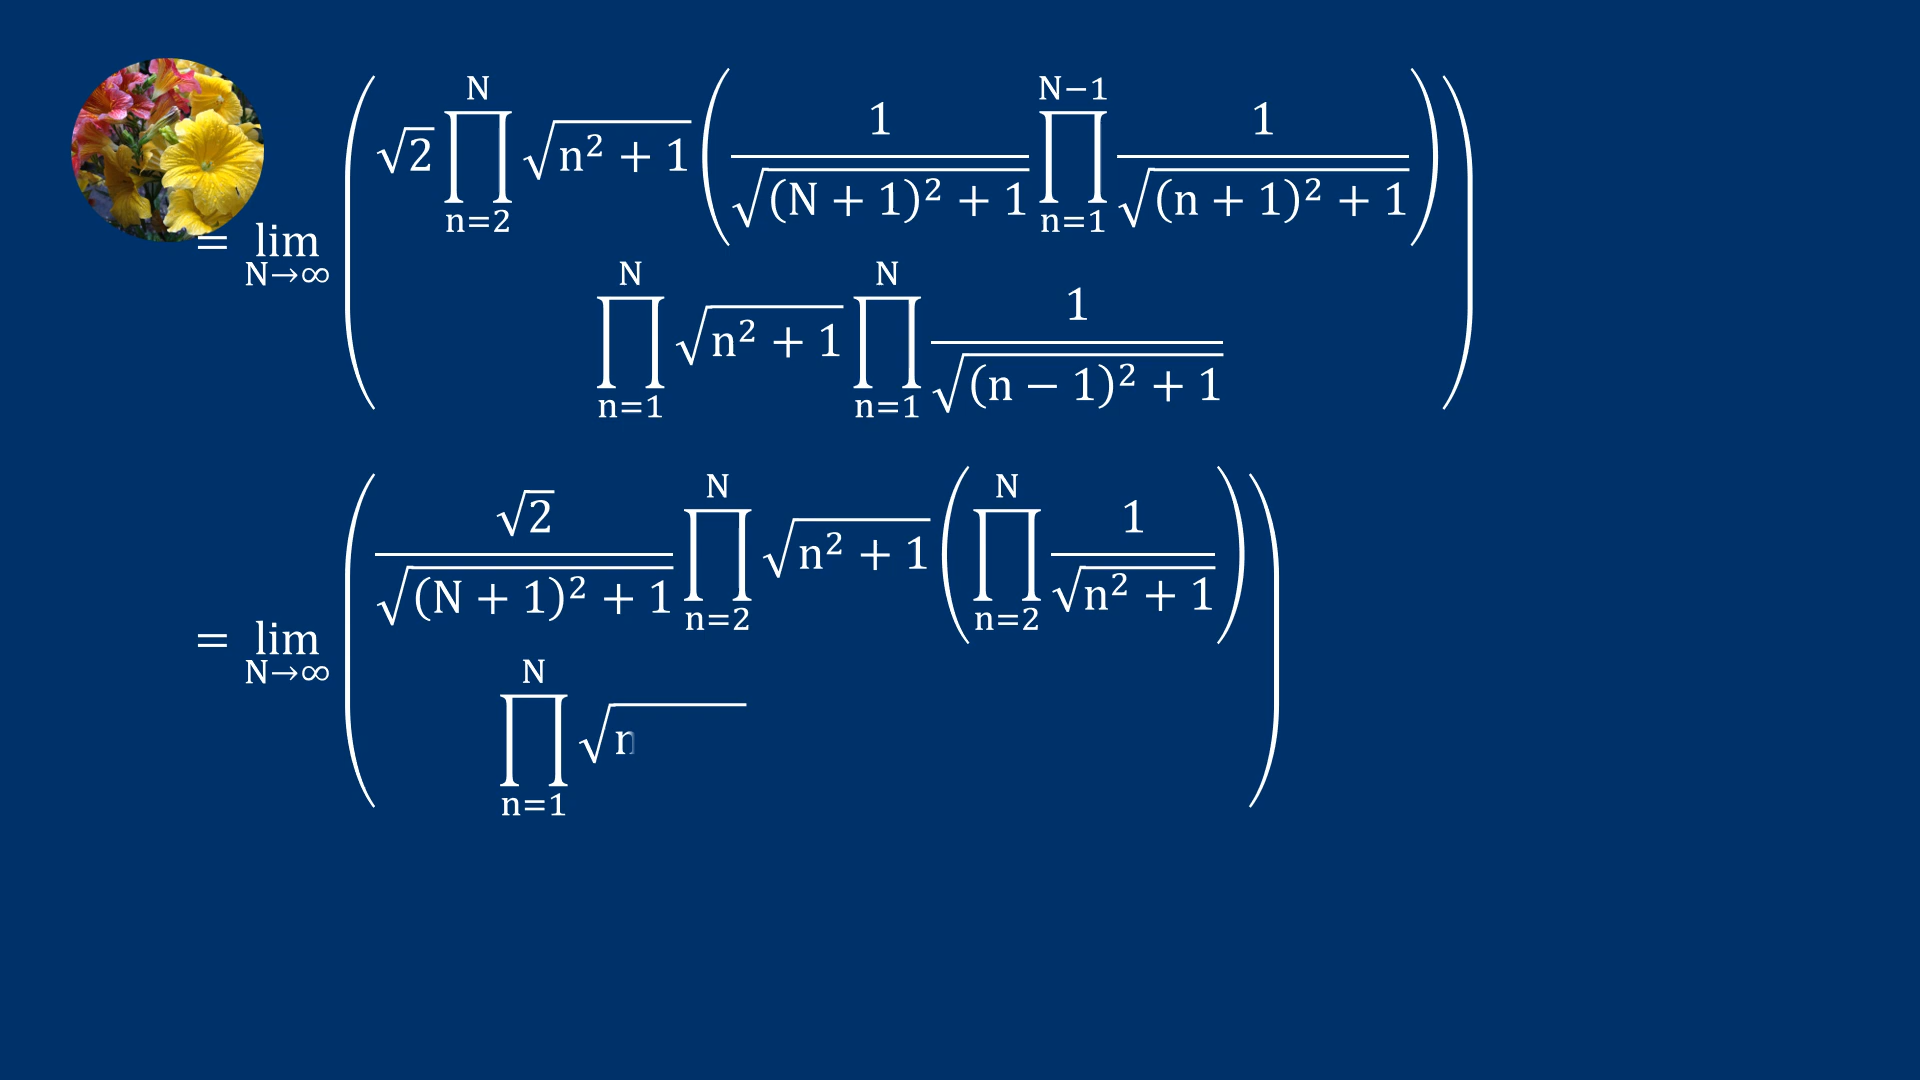 = lim N→∞ ( √2 ∏ n=2 N √(n² + 1) ( 1/√((N + 1)² + 1) ∏ n=1 N−1 1/√((n + 1)² + 1) )
∏ n=1 N √(n² + 1) ∏ n=1 N 1/√((n − 1)² + 1) )
= lim N→∞ ( √2/√((N + 1)² + 1) ∏ n=2 N √(n² + 1) ( ∏ n=2 N 1/√(n² + 1) )
∏ n=1 N √n )